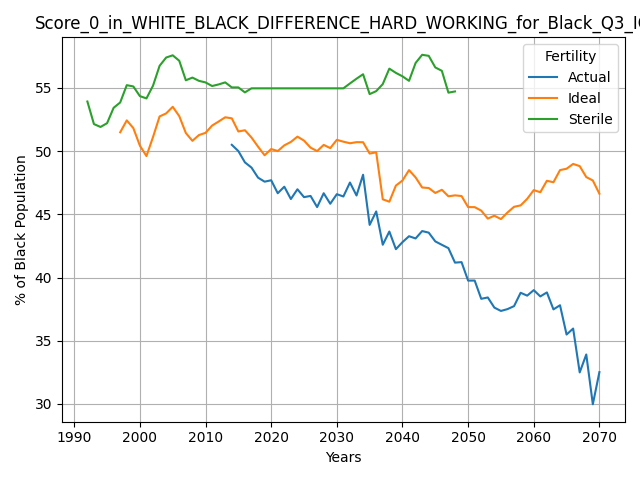 Score_0_in_WHITE_BLACK_DIFFERENCE_HARD_WORKING_for_Black_Q3_IQ
Fertility
Actual
Ideal
Sterile
% of Black Population
55
50
45
40
35
30
1990 2000 2010 2020 2030 2040 2050 2060 2070
Years